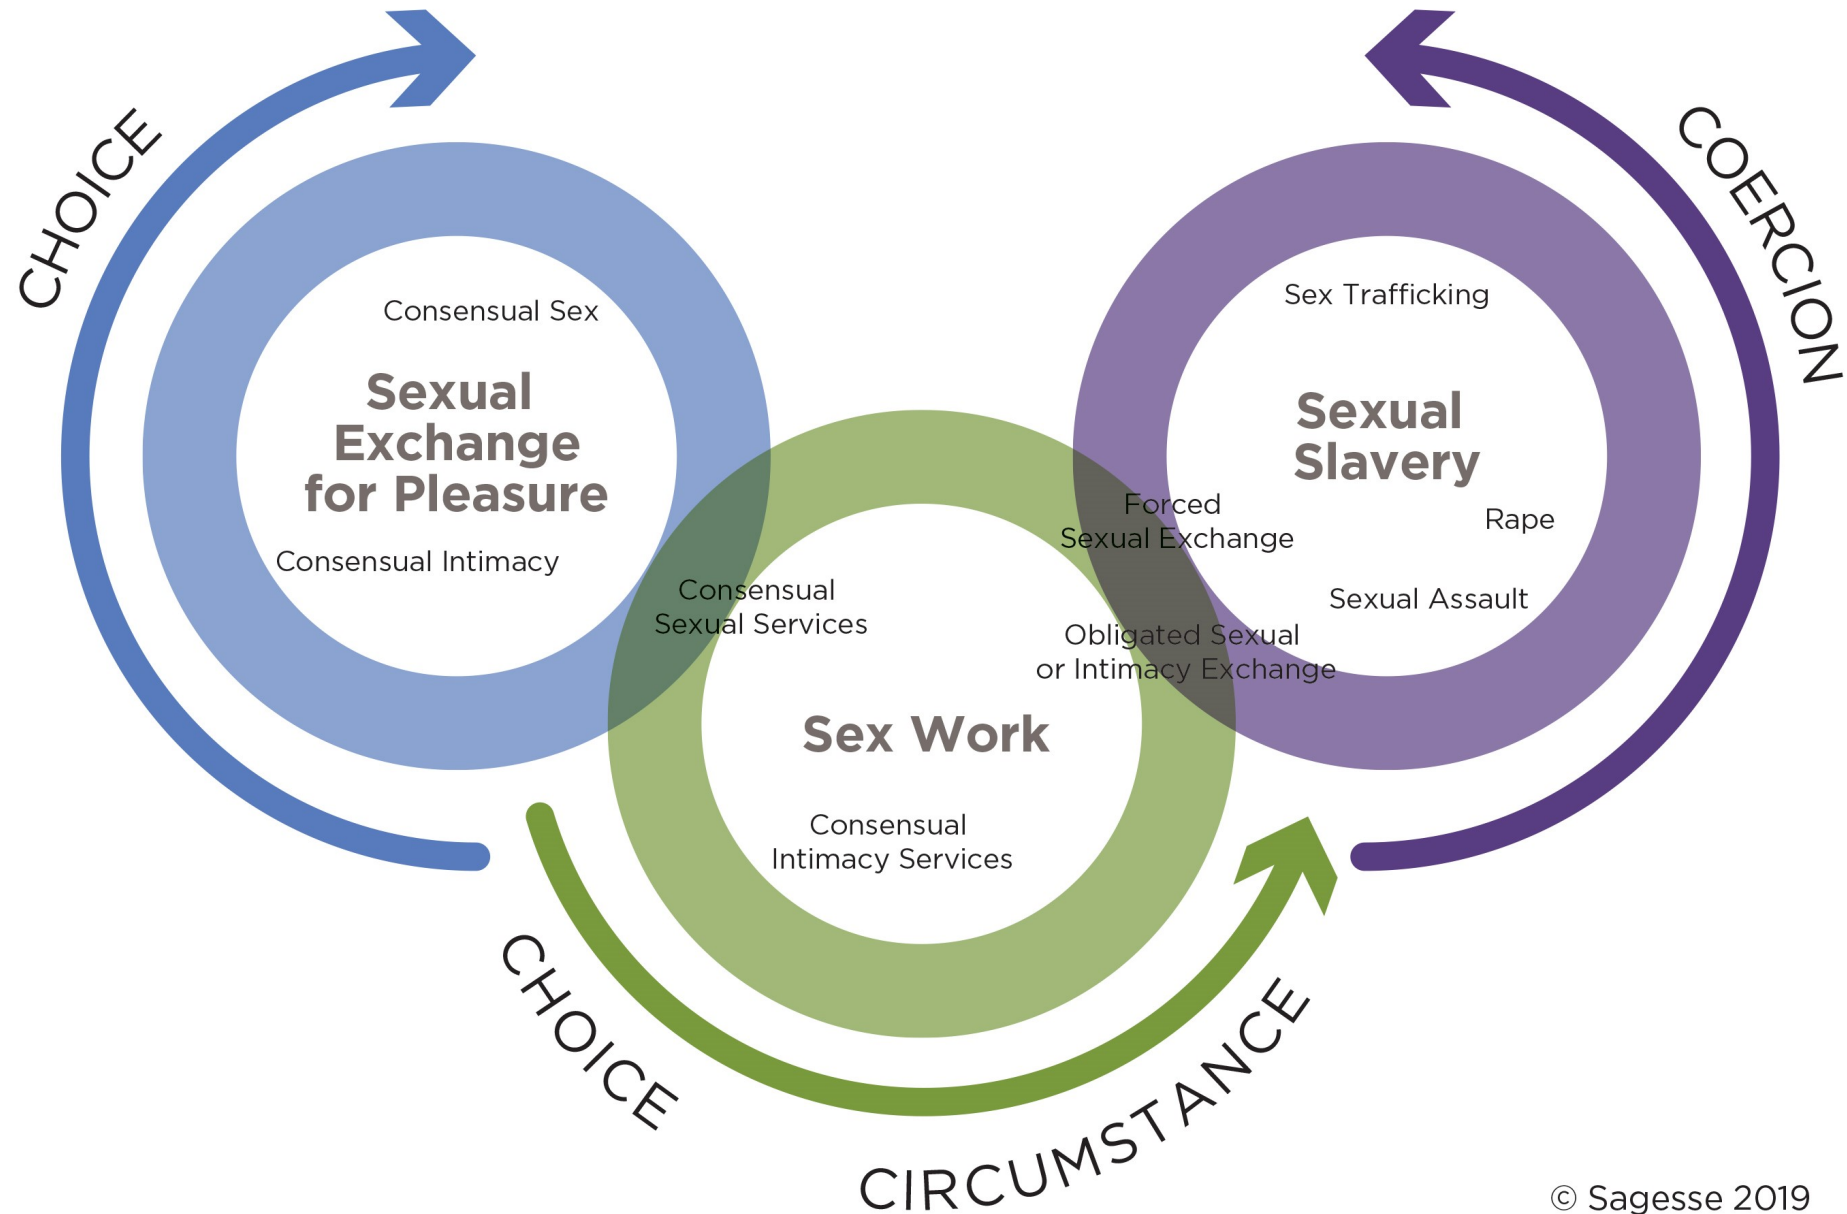 CHOICE
Consensual Sex
Sexual
Exchange
for Pleasure
Consensual Intimacy
Consensual
Sexual Services
Sex Work
Consensual
Intimacy Services
CHOICE
CIRCUMSTANCE
Forced
Sexual Exchange
Obligated Sexual
or Intimacy Exchange
Sex Trafficking
Sexual
Slavery
Rape
Sexual Assault
COERCION
© Sagesse 2019